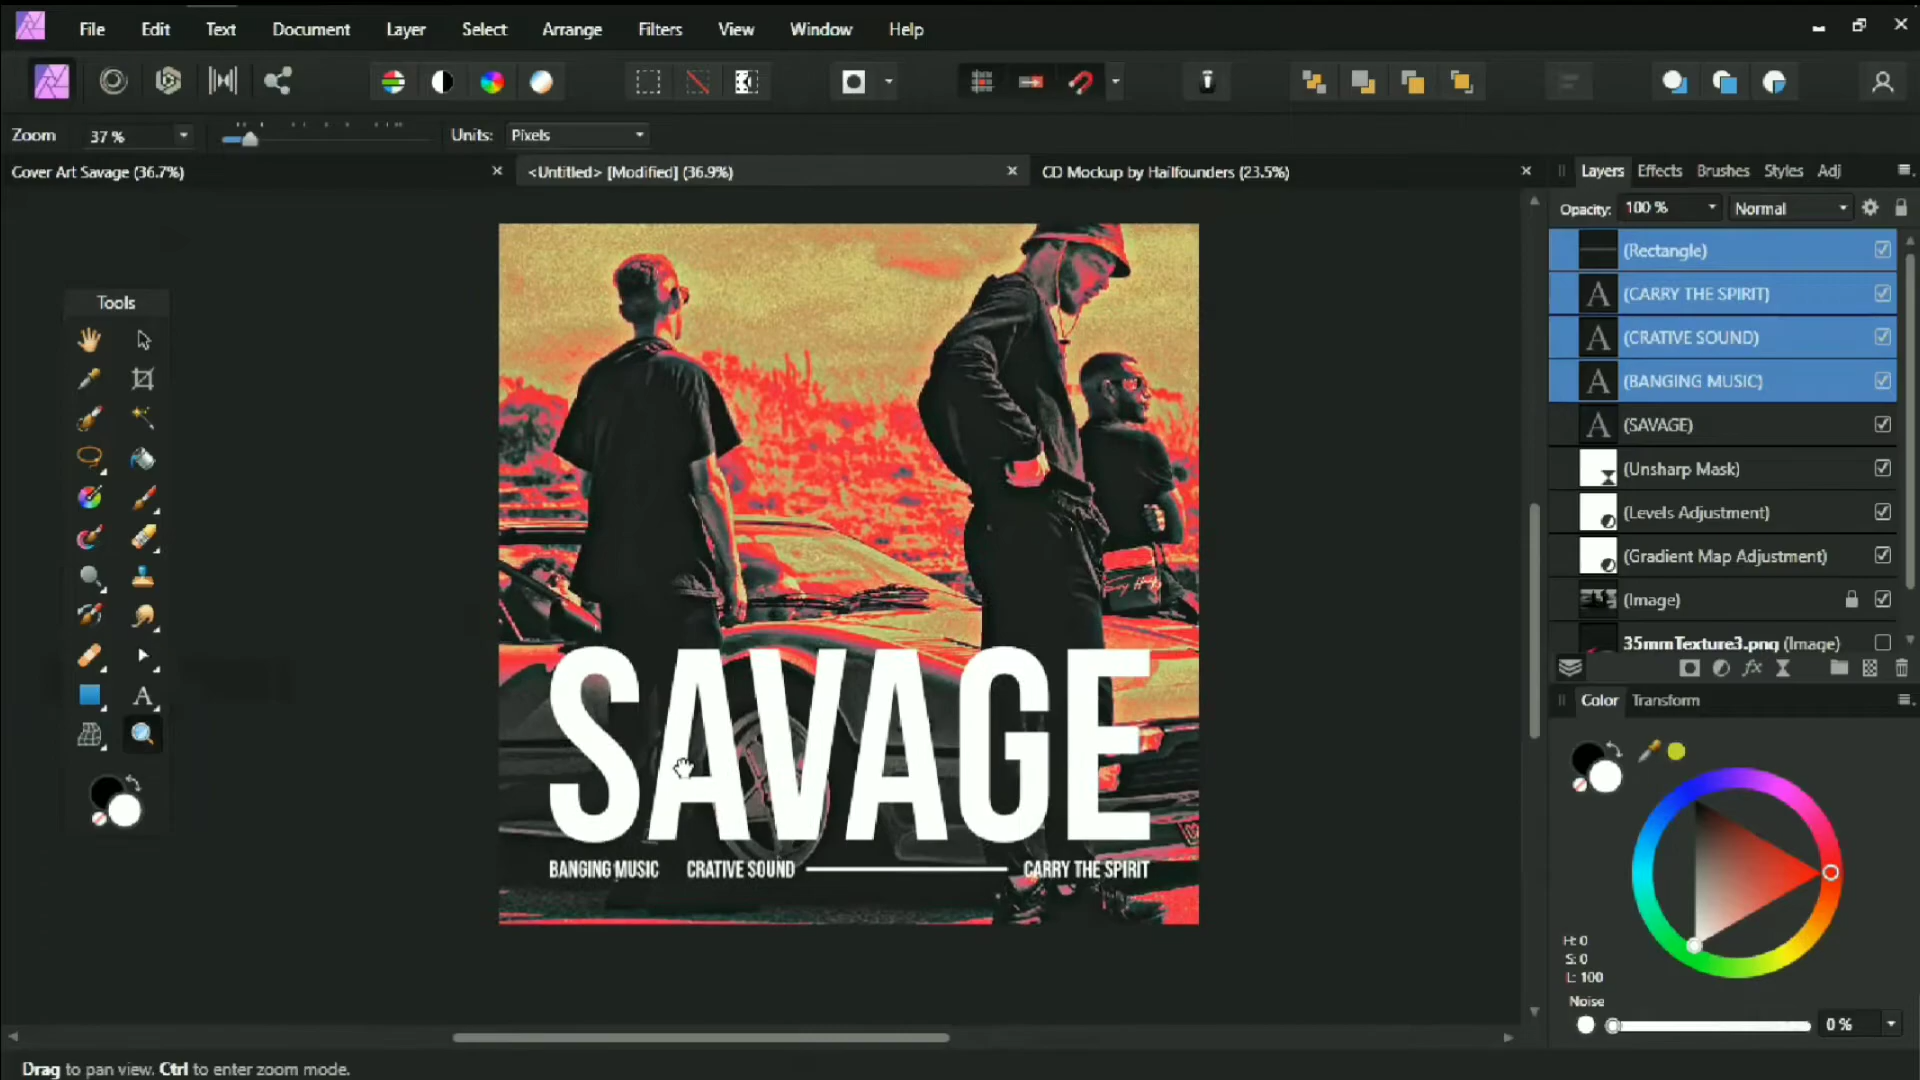 File Edit Text Document Layer Select Arrange Filters View Window Help
Zoom 37 % Units: Pixels
Cover Art Savage (36.7%) <Untitled> [Modified] (36.9%) CD Mockup by Hailfounders (23.5%)
Layers Effects Brushes Styles Adj
Opacity: 100 % Normal
(Rectangle)
(CARRY THE SPIRIT)
(CRATIVE SOUND)
(BANGING MUSIC)
(SAVAGE)
(Unsharp Mask)
(Levels Adjustment)
(Gradient Map Adjustment)
(Image)
35mmTexture3.png (Image)
Tools
SAVAGE
BANGING MUSIC CRATIVE SOUND CARRY THE SPIRIT
Color Transform
H: 0
S: 0
L: 100
Noise
0 %
Drag to pan view. Ctrl to enter zoom mode.